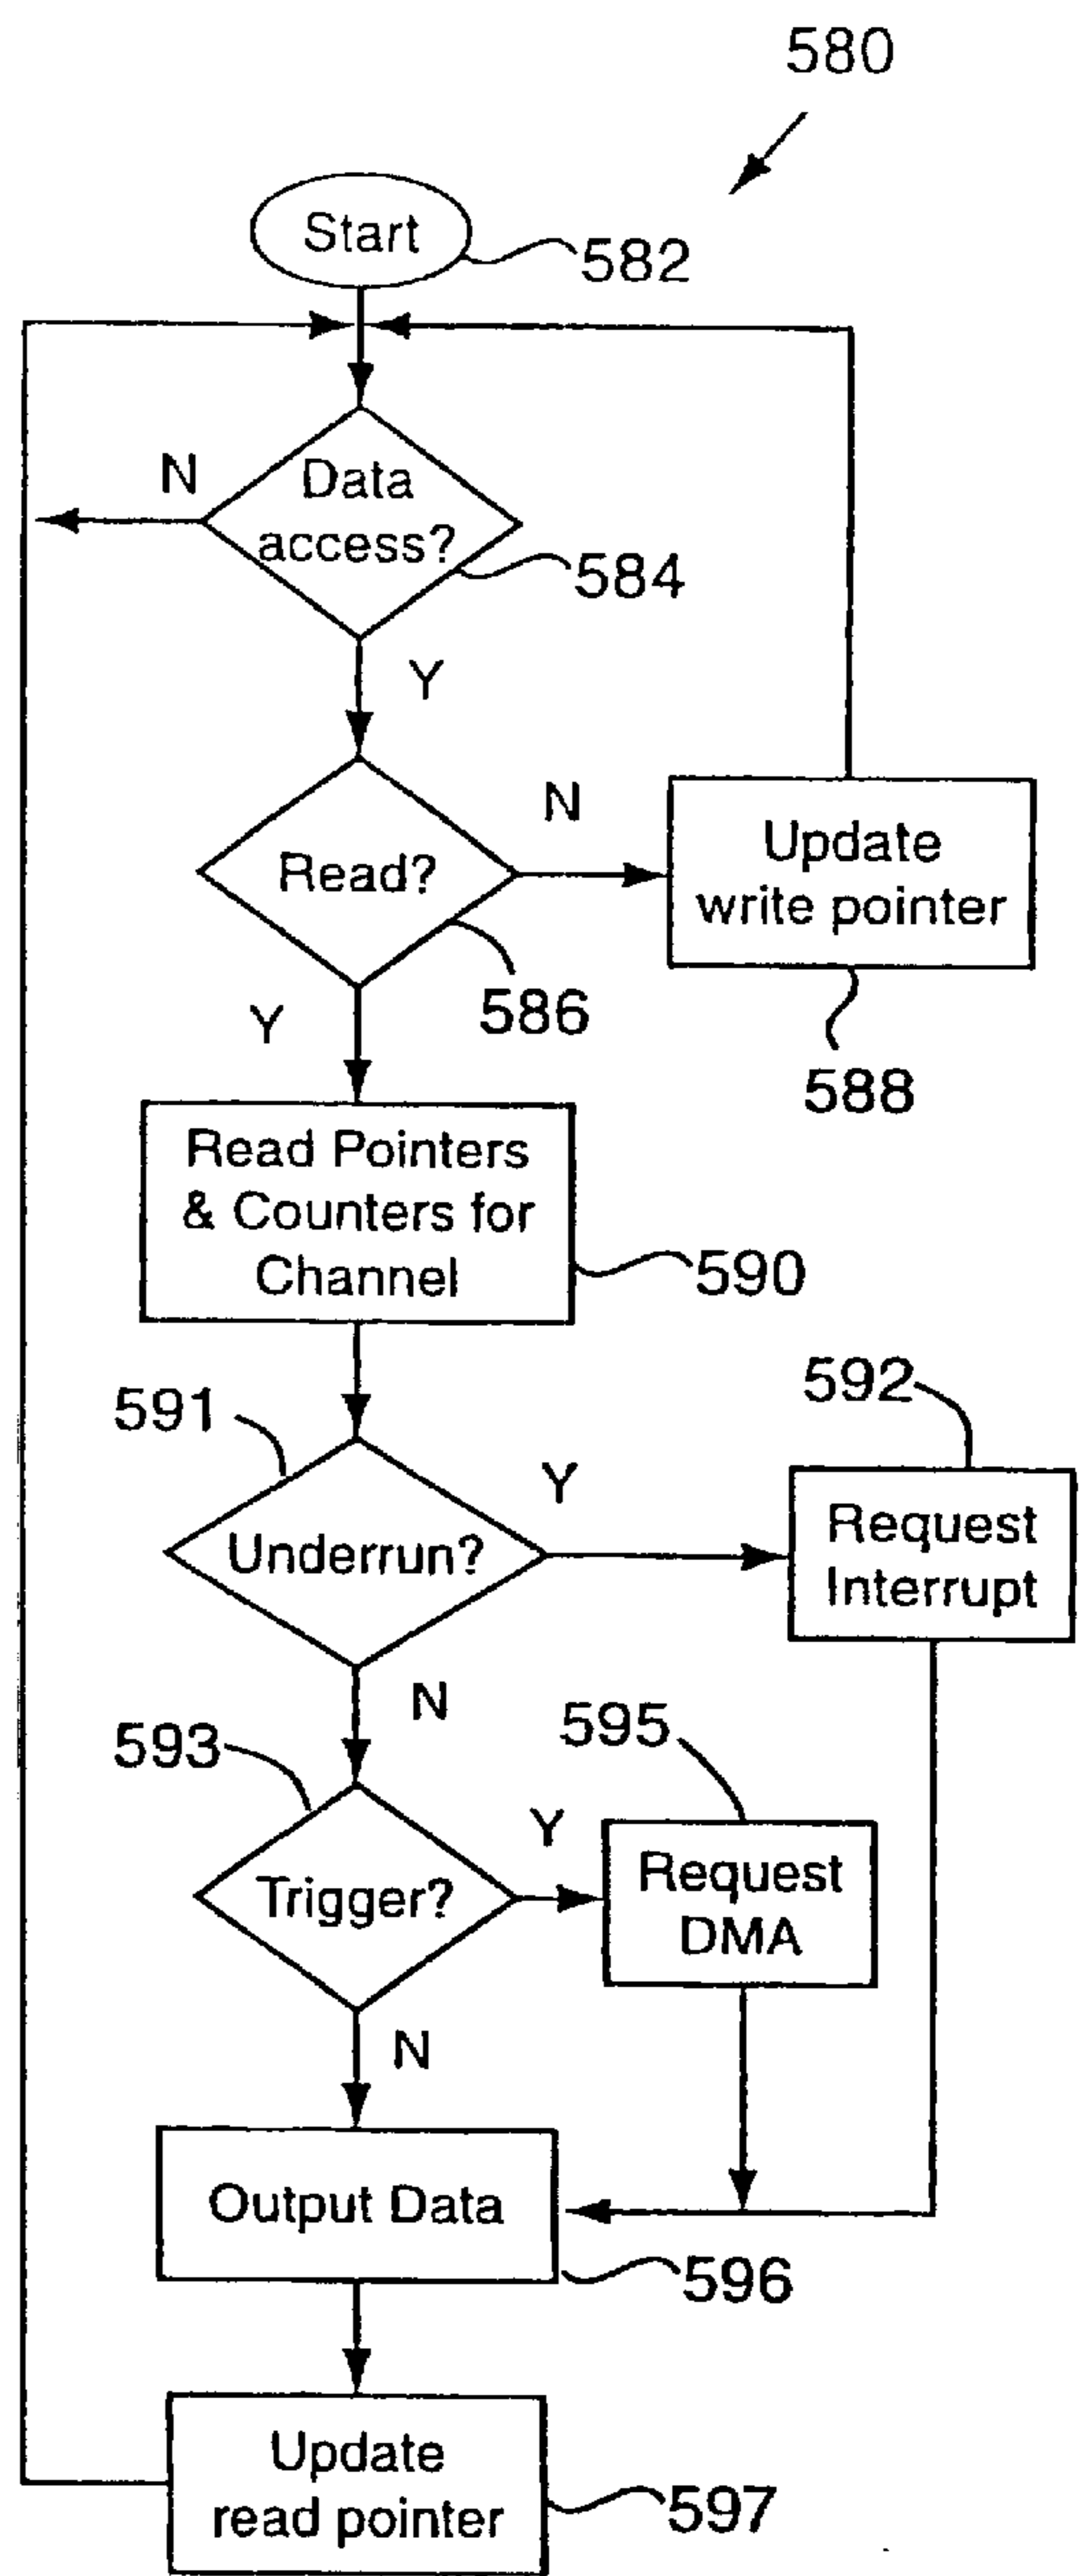 580
Start
582
N
Data
access?
584
Y
N
Read?
Update
write pointer
586
588
Y
Read Pointers
& Counters for
Channel
590
591
592
Y
Underrun?
Request
Interrupt
N
593
595
Y
Trigger?
Request
DMA
N
Output Data
596
Update
read pointer
597